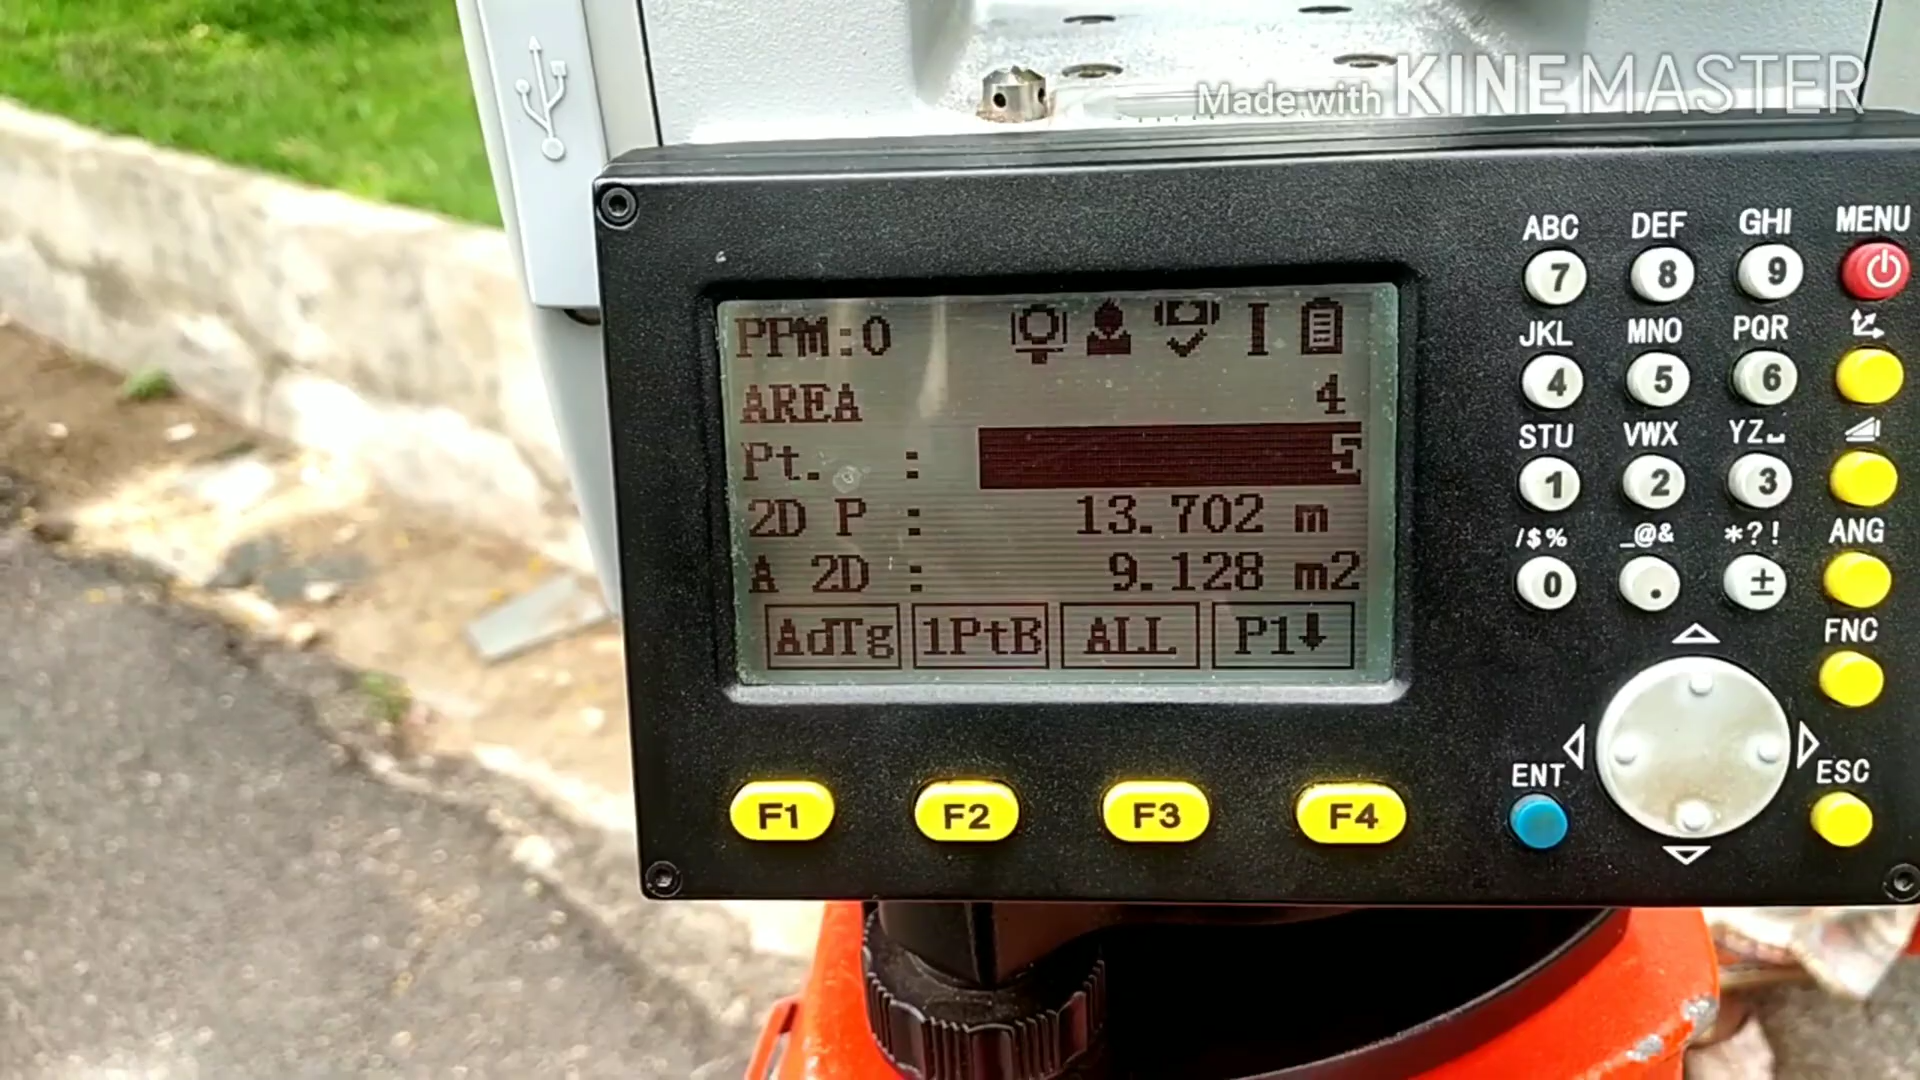 Made with KINEMASTER
PPM:0 I
AREA 4
Pt. : 5
2D P : 13.702 m
A 2D : 9.128 m2
AdTg 1PtB ALL P1↓
F1 F2 F3 F4
ABC DEF GHI MENU
7 8 9
JKL MNO PQR
4 5 6
STU VWX YZ␣
1 2 3
/$% _@& *?! ANG
0 . ±
FNC
ENT ESC